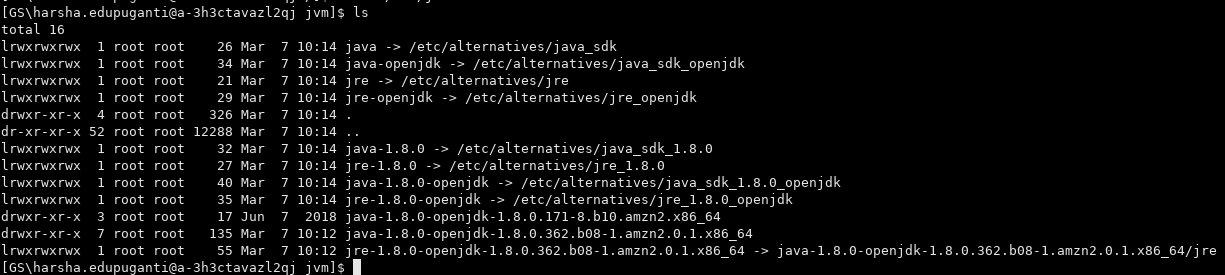 [GS\harsha.edupuganti@a-3h3ctavazl2qj jvm]$ ls
total 16
lrwxrwxrwx  1 root root    26 Mar  7 10:14 java -> /etc/alternatives/java_sdk
lrwxrwxrwx  1 root root    34 Mar  7 10:14 java-openjdk -> /etc/alternatives/java_sdk_openjdk
lrwxrwxrwx  1 root root    21 Mar  7 10:14 jre -> /etc/alternatives/jre
lrwxrwxrwx  1 root root    29 Mar  7 10:14 jre-openjdk -> /etc/alternatives/jre_openjdk
drwxr-xr-x  4 root root   326 Mar  7 10:14 .
dr-xr-xr-x 52 root root 12288 Mar  7 10:14 ..
lrwxrwxrwx  1 root root    32 Mar  7 10:14 java-1.8.0 -> /etc/alternatives/java_sdk_1.8.0
lrwxrwxrwx  1 root root    27 Mar  7 10:14 jre-1.8.0 -> /etc/alternatives/jre_1.8.0
lrwxrwxrwx  1 root root    40 Mar  7 10:14 java-1.8.0-openjdk -> /etc/alternatives/java_sdk_1.8.0_openjdk
lrwxrwxrwx  1 root root    35 Mar  7 10:14 jre-1.8.0-openjdk -> /etc/alternatives/jre_1.8.0_openjdk
drwxr-xr-x  3 root root    17 Jun  7  2018 java-1.8.0-openjdk-1.8.0.171-8.b10.amzn2.x86_64
drwxr-xr-x  7 root root   135 Mar  7 10:12 java-1.8.0-openjdk-1.8.0.362.b08-1.amzn2.0.1.x86_64
lrwxrwxrwx  1 root root    55 Mar  7 10:12 jre-1.8.0-openjdk-1.8.0.362.b08-1.amzn2.0.1.x86_64 -> java-1.8.0-openjdk-1.8.0.362.b08-1.amzn2.0.1.x86_64/jre
[GS\harsha.edupuganti@a-3h3ctavazl2qj jvm]$